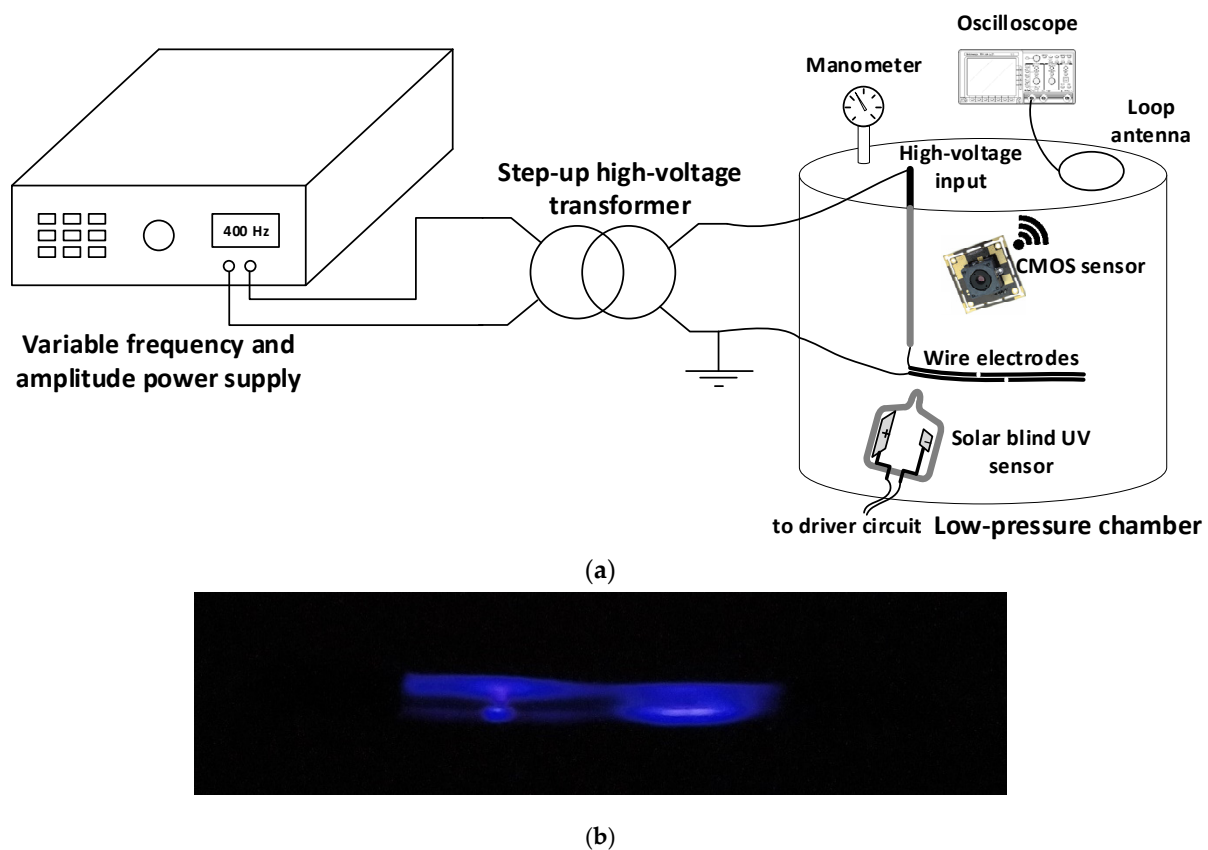 Oscilloscope
Manometer
Loop
antenna
High-voltage
input
Step-up high-voltage
transformer
400 Hz
CMOS sensor
Variable frequency and
amplitude power supply
Wire electrodes
+
-
Solar blind UV
sensor
to driver circuit
Low-pressure chamber
(a)
(b)